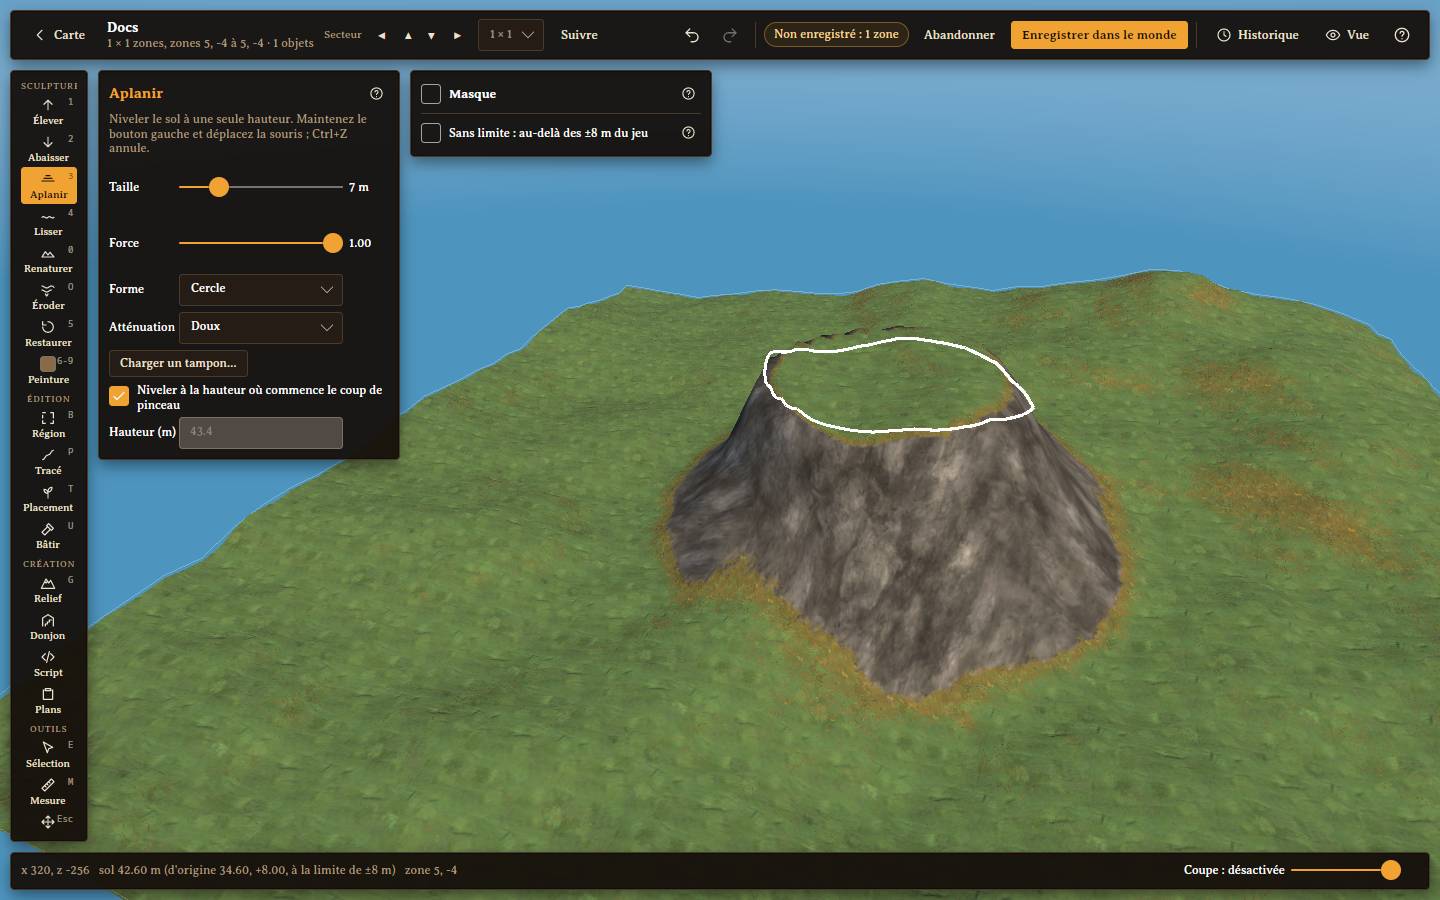 Carte
Docs
1 × 1 zones, zones 5, -4 à 5, -4 · 1 objets
Secteur
1 × 1
Suivre
Non enregistré : 1 zone
Abandonner
Enregistrer dans le monde
Historique
Vue
SCULPTURE
1
Élever
2
Abaisser
3
Aplanir
4
Lisser
0
Renaturer
O
Éroder
5
Restaurer
6-9
Peinture
ÉDITION
B
Région
P
Tracé
T
Placement
U
Bâtir
CRÉATION
G
Relief
Donjon
Script
Plans
OUTILS
E
Sélection
M
Mesure
Esc
Aplanir
Niveler le sol à une seule hauteur. Maintenez le
bouton gauche et déplacez la souris ; Ctrl+Z
annule.
Taille
7 m
Force
1.00
Forme
Cercle
Atténuation
Doux
Charger un tampon...
Niveler à la hauteur où commence le coup de
pinceau
Hauteur (m)
43.4
Masque
Sans limite : au-delà des ±8 m du jeu
x 320, z -256 sol 42.60 m (d'origine 34.60, +8.00, à la limite de ±8 m) zone 5, -4
Coupe : désactivée